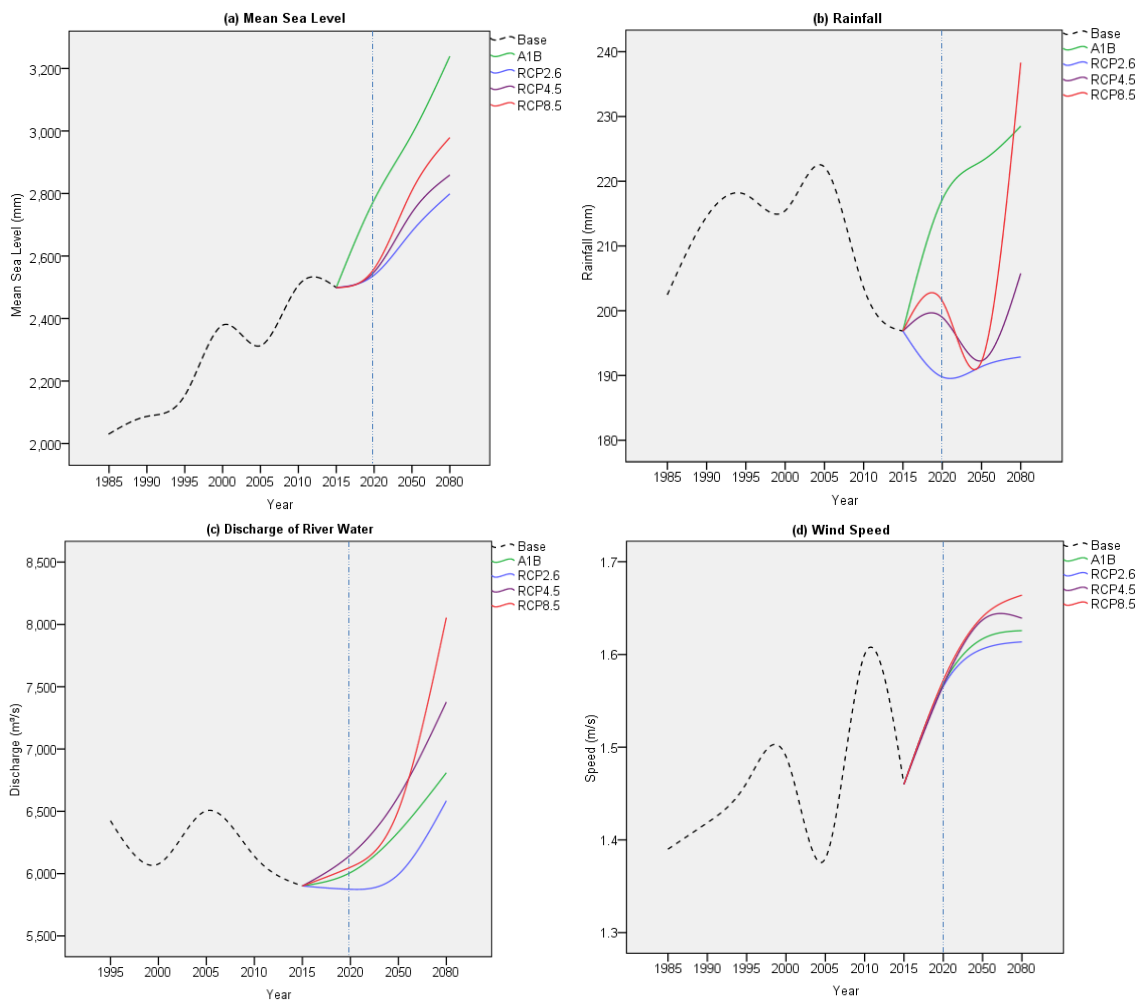 (a) Mean Sea Level
Base
A1B
RCP2.6
RCP4.5
RCP8.5
3,200
3,000
2,800
2,600
2,400
2,200
2,000
Mean Sea Level (mm)
1985 1990 1995 2000 2005 2010 2015 2020 2050 2080
Year
(b) Rainfall
Base
A1B
RCP2.6
RCP4.5
RCP8.5
240
230
220
210
200
190
180
Rainfall (mm)
1985 1990 1995 2000 2005 2010 2015 2020 2050 2080
Year
(c) Discharge of River Water
Base
A1B
RCP2.6
RCP4.5
RCP8.5
8,500
8,000
7,500
7,000
6,500
6,000
5,500
Discharge (m³/s)
1995 2000 2005 2010 2015 2020 2050 2080
Year
(d) Wind Speed
Base
A1B
RCP2.6
RCP4.5
RCP8.5
1.7
1.6
1.5
1.4
1.3
Speed (m/s)
1985 1990 1995 2000 2005 2010 2015 2020 2050 2080
Year